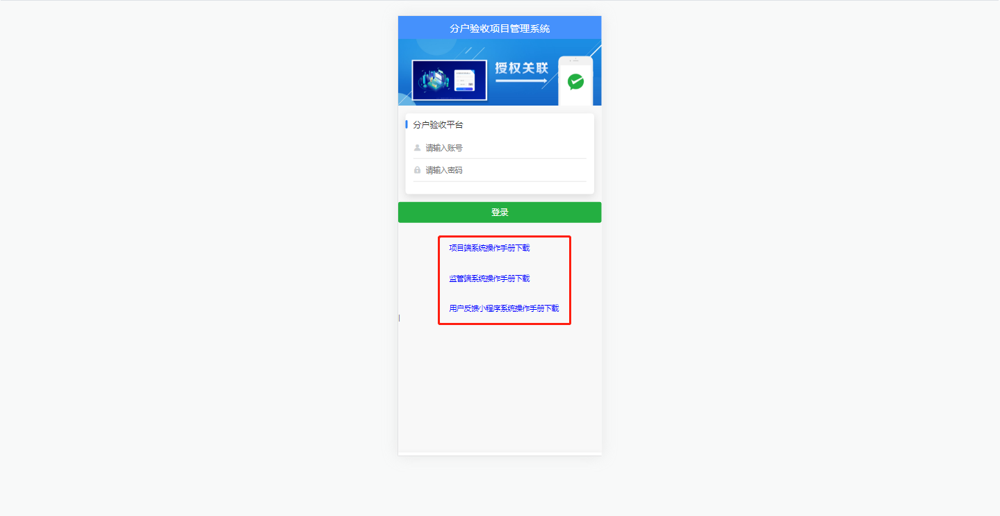 分户验收项目管理系统
授权关联
分户验收平台
请输入账号
请输入密码
登录
项目端系统操作手册下载
监管端系统操作手册下载
用户反馈小程序系统操作手册下载